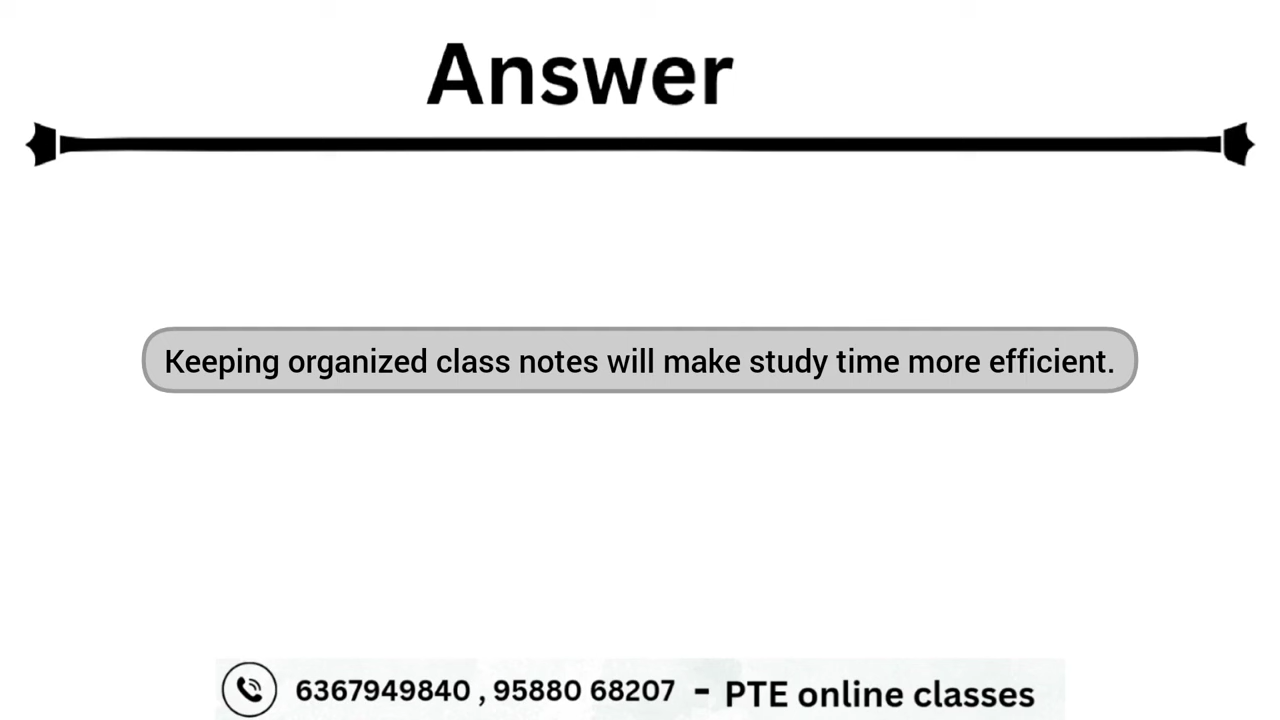 Answer
Keeping organized class notes will make study time more efficient.
6367949840 , 95880 68207 - PTE online classes